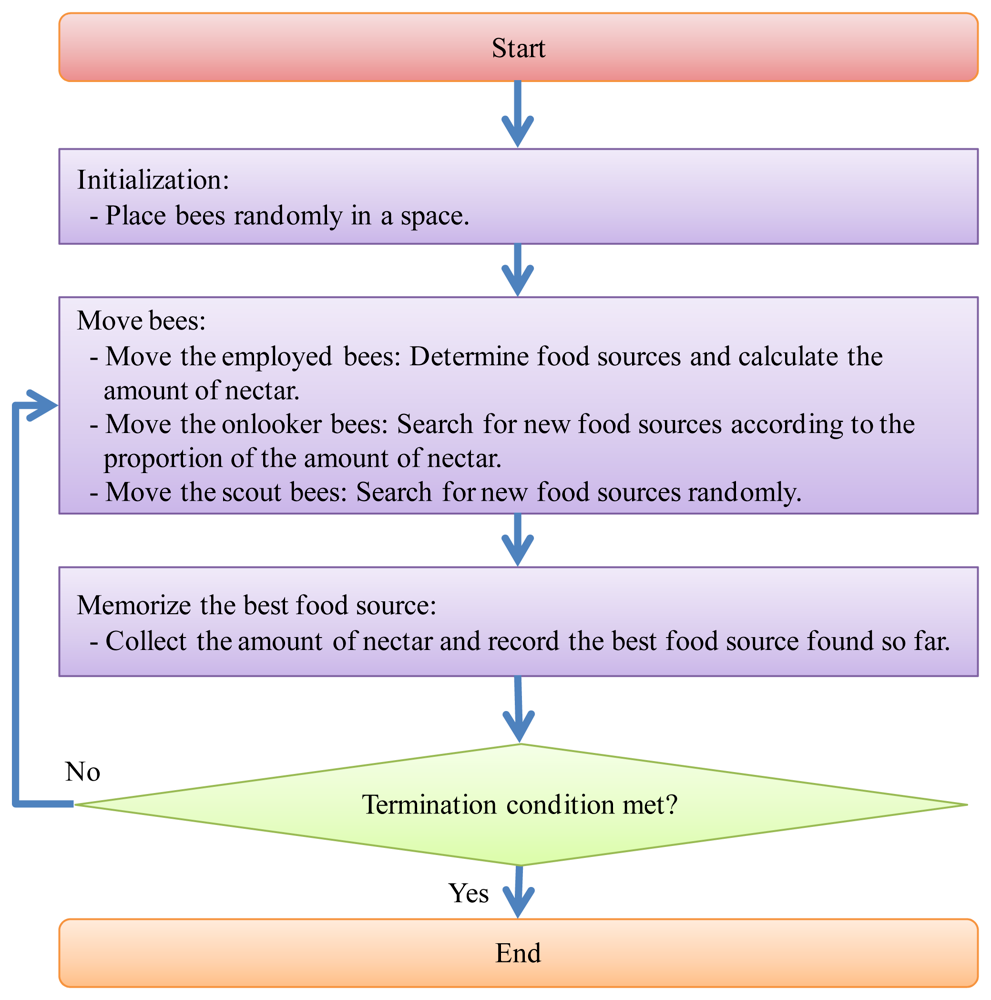 Start
Initialization:
- Place bees randomly in a space.
Move bees:
- Move the employed bees: Determine food sources and calculate the
amount of nectar.
- Move the onlooker bees: Search for new food sources according to the
proportion of the amount of nectar.
- Move the scout bees: Search for new food sources randomly.
Memorize the best food source:
- Collect the amount of nectar and record the best food source found so far.
No
Termination condition met?
Yes
End